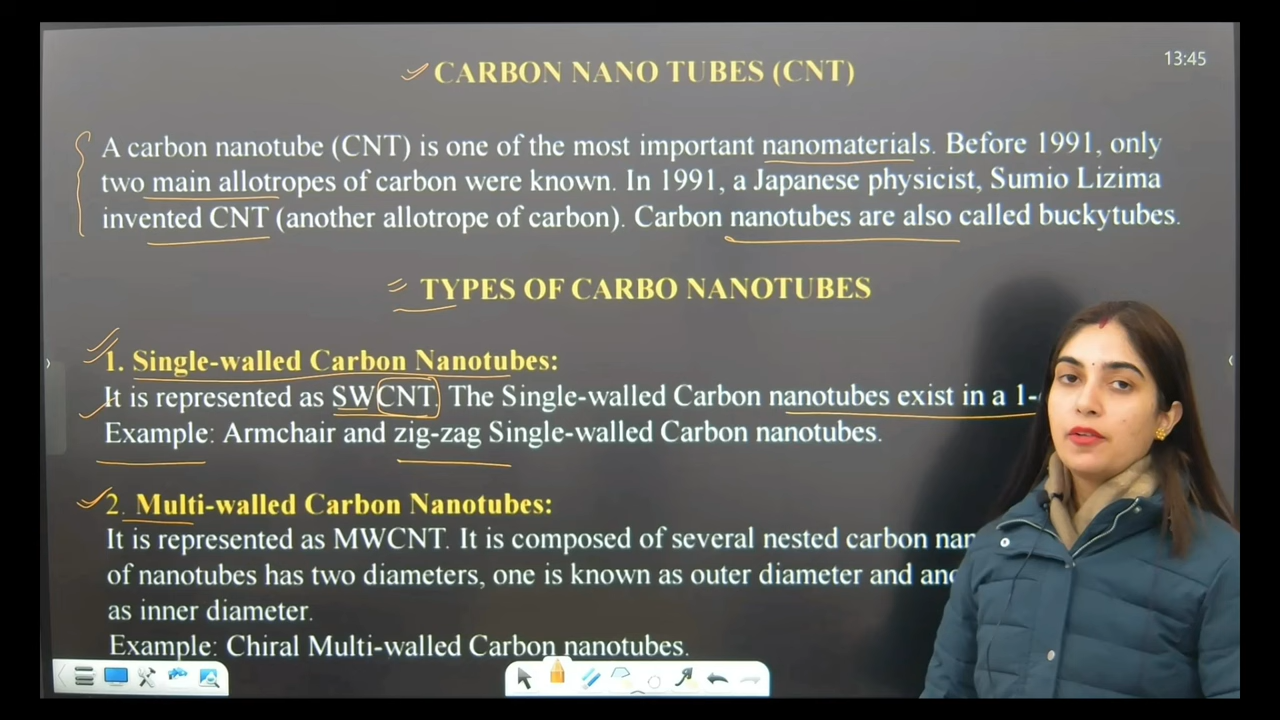 13:45
CARBON NANO TUBES (CNT)
A carbon nanotube (CNT) is one of the most important nanomaterials. Before 1991, only
two main allotropes of carbon were known. In 1991, a Japanese physicist, Sumio Lizima
invented CNT (another allotrope of carbon). Carbon nanotubes are also called buckytubes.
TYPES OF CARBO NANOTUBES
1. Single-walled Carbon Nanotubes:
It is represented as SWCNT. The Single-walled Carbon nanotubes exist in a 1-
Example: Armchair and zig-zag Single-walled Carbon nanotubes.
2. Multi-walled Carbon Nanotubes:
It is represented as MWCNT. It is composed of several nested carbon
of nanotubes has two diameters, one is known as outer diameter and
as inner diameter.
Example: Chiral Multi-walled Carbon nanotubes.